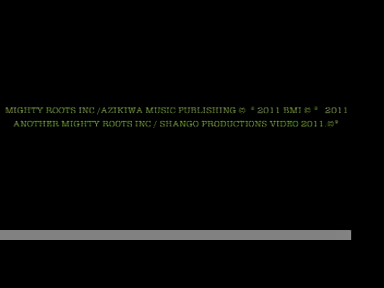 MIGHTY ROOTS INC /AZIKIWA MUSIC PUBLISHING © ° 2011 BMI © ° 2011
ANOTHER MIGHTY ROOTS INC / SHANGO PRODUCTIONS VIDEO 2011.©°